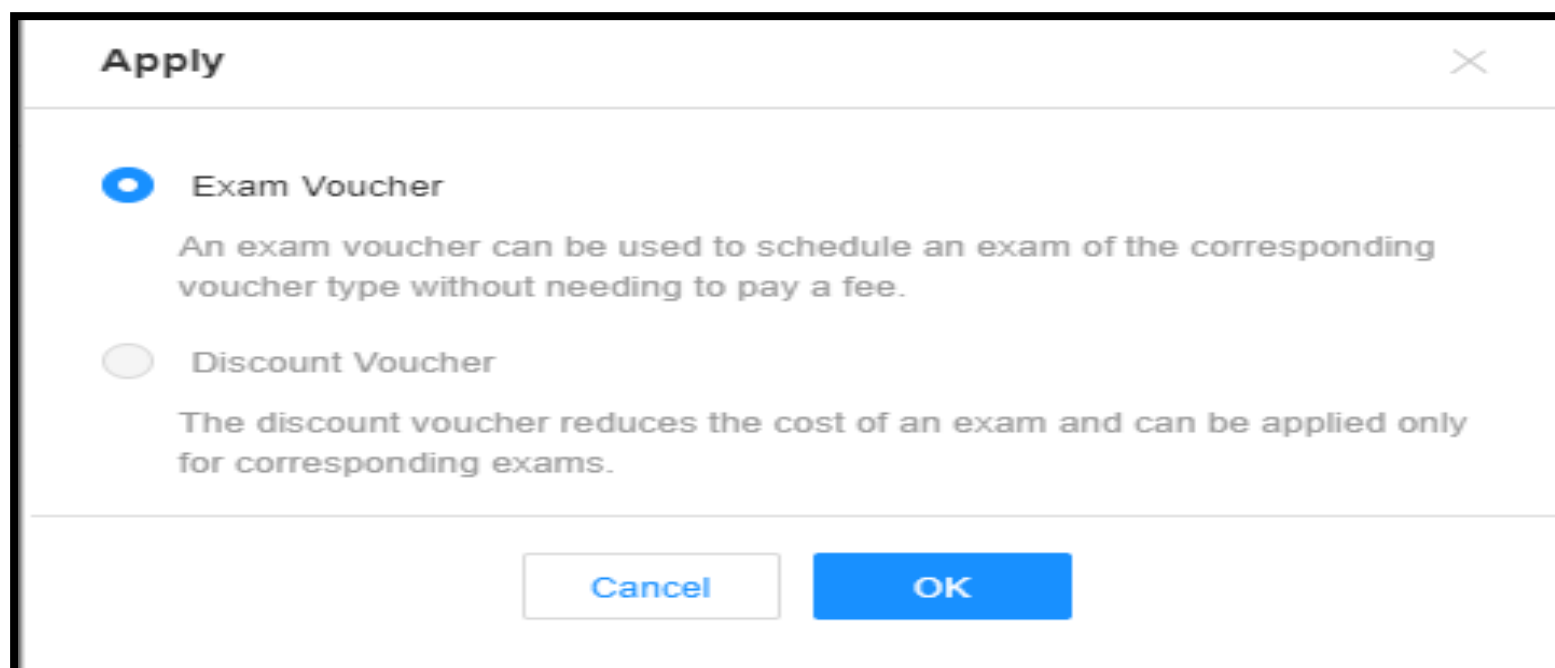 Apply
Exam Voucher
An exam voucher can be used to schedule an exam of the corresponding
voucher type without needing to pay a fee.
Discount Voucher
The discount voucher reduces the cost of an exam and can be applied only
for corresponding exams.
Cancel
OK